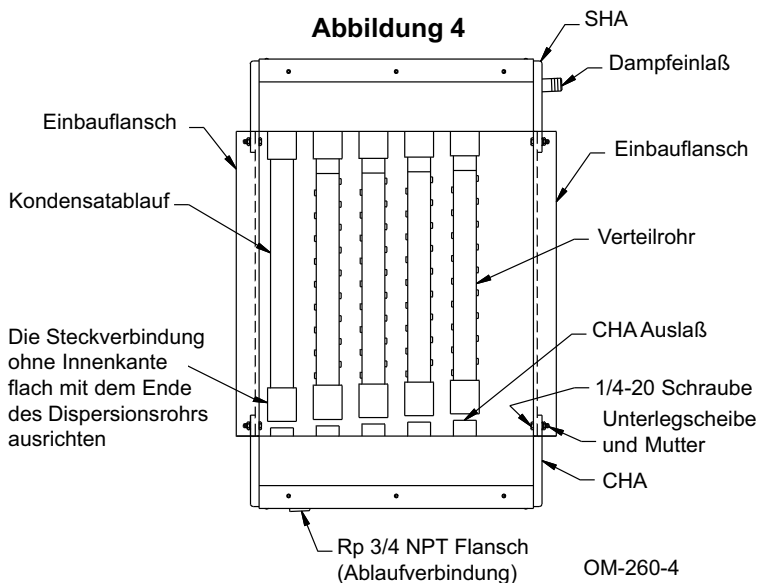 Abbildung 4
SHA
Dampfeinlaß
Einbauflansch
Einbauflansch
Kondensatablauf
Verteilrohr
Die Steckverbindung
ohne Innenkante
flach mit dem Ende
des Dispersionsrohrs
ausrichten
CHA Auslaß
1/4-20 Schraube
Unterlegscheibe
und Mutter
CHA
Rp 3/4 NPT Flansch
(Ablaufverbindung)
OM-260-4